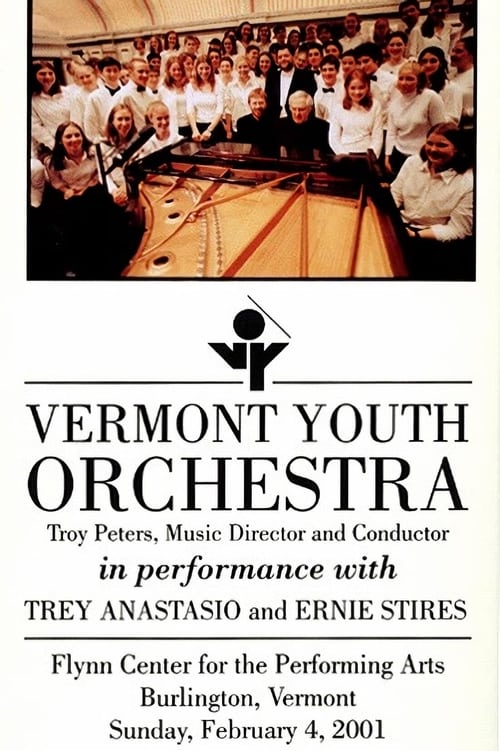 VERMONT YOUTH
ORCHESTRA
Troy Peters, Music Director and Conductor
in performance with
TREY ANASTASIO and ERNIE STIRES
Flynn Center for the Performing Arts
Burlington, Vermont
Sunday, February 4, 2001